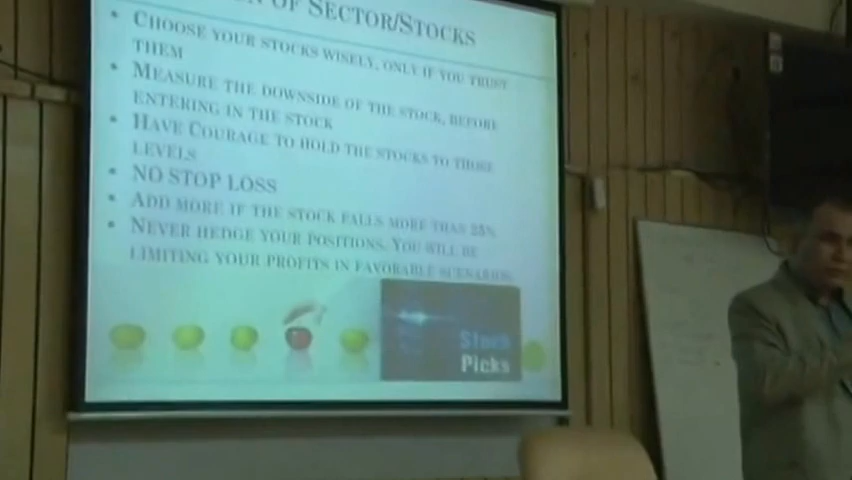 OF SECTOR/STOCKS
• CHOOSE YOUR STOCKS WISELY, ONLY IF YOU TRUST
THEM
• MEASURE THE DOWNSIDE OF THE STOCK, BEFORE
ENTERING IN THE STOCK
• HAVE COURAGE TO HOLD THE STOCKS TO THOSE
LEVELS
• NO STOP LOSS
• ADD MORE IF THE STOCK FALLS MORE THAN 25%
• NEVER HEDGE YOUR POSITIONS. YOU WILL BE
LIMITING YOUR PROFITS IN FAVORABLE SCENARIOS
Stock
Picks